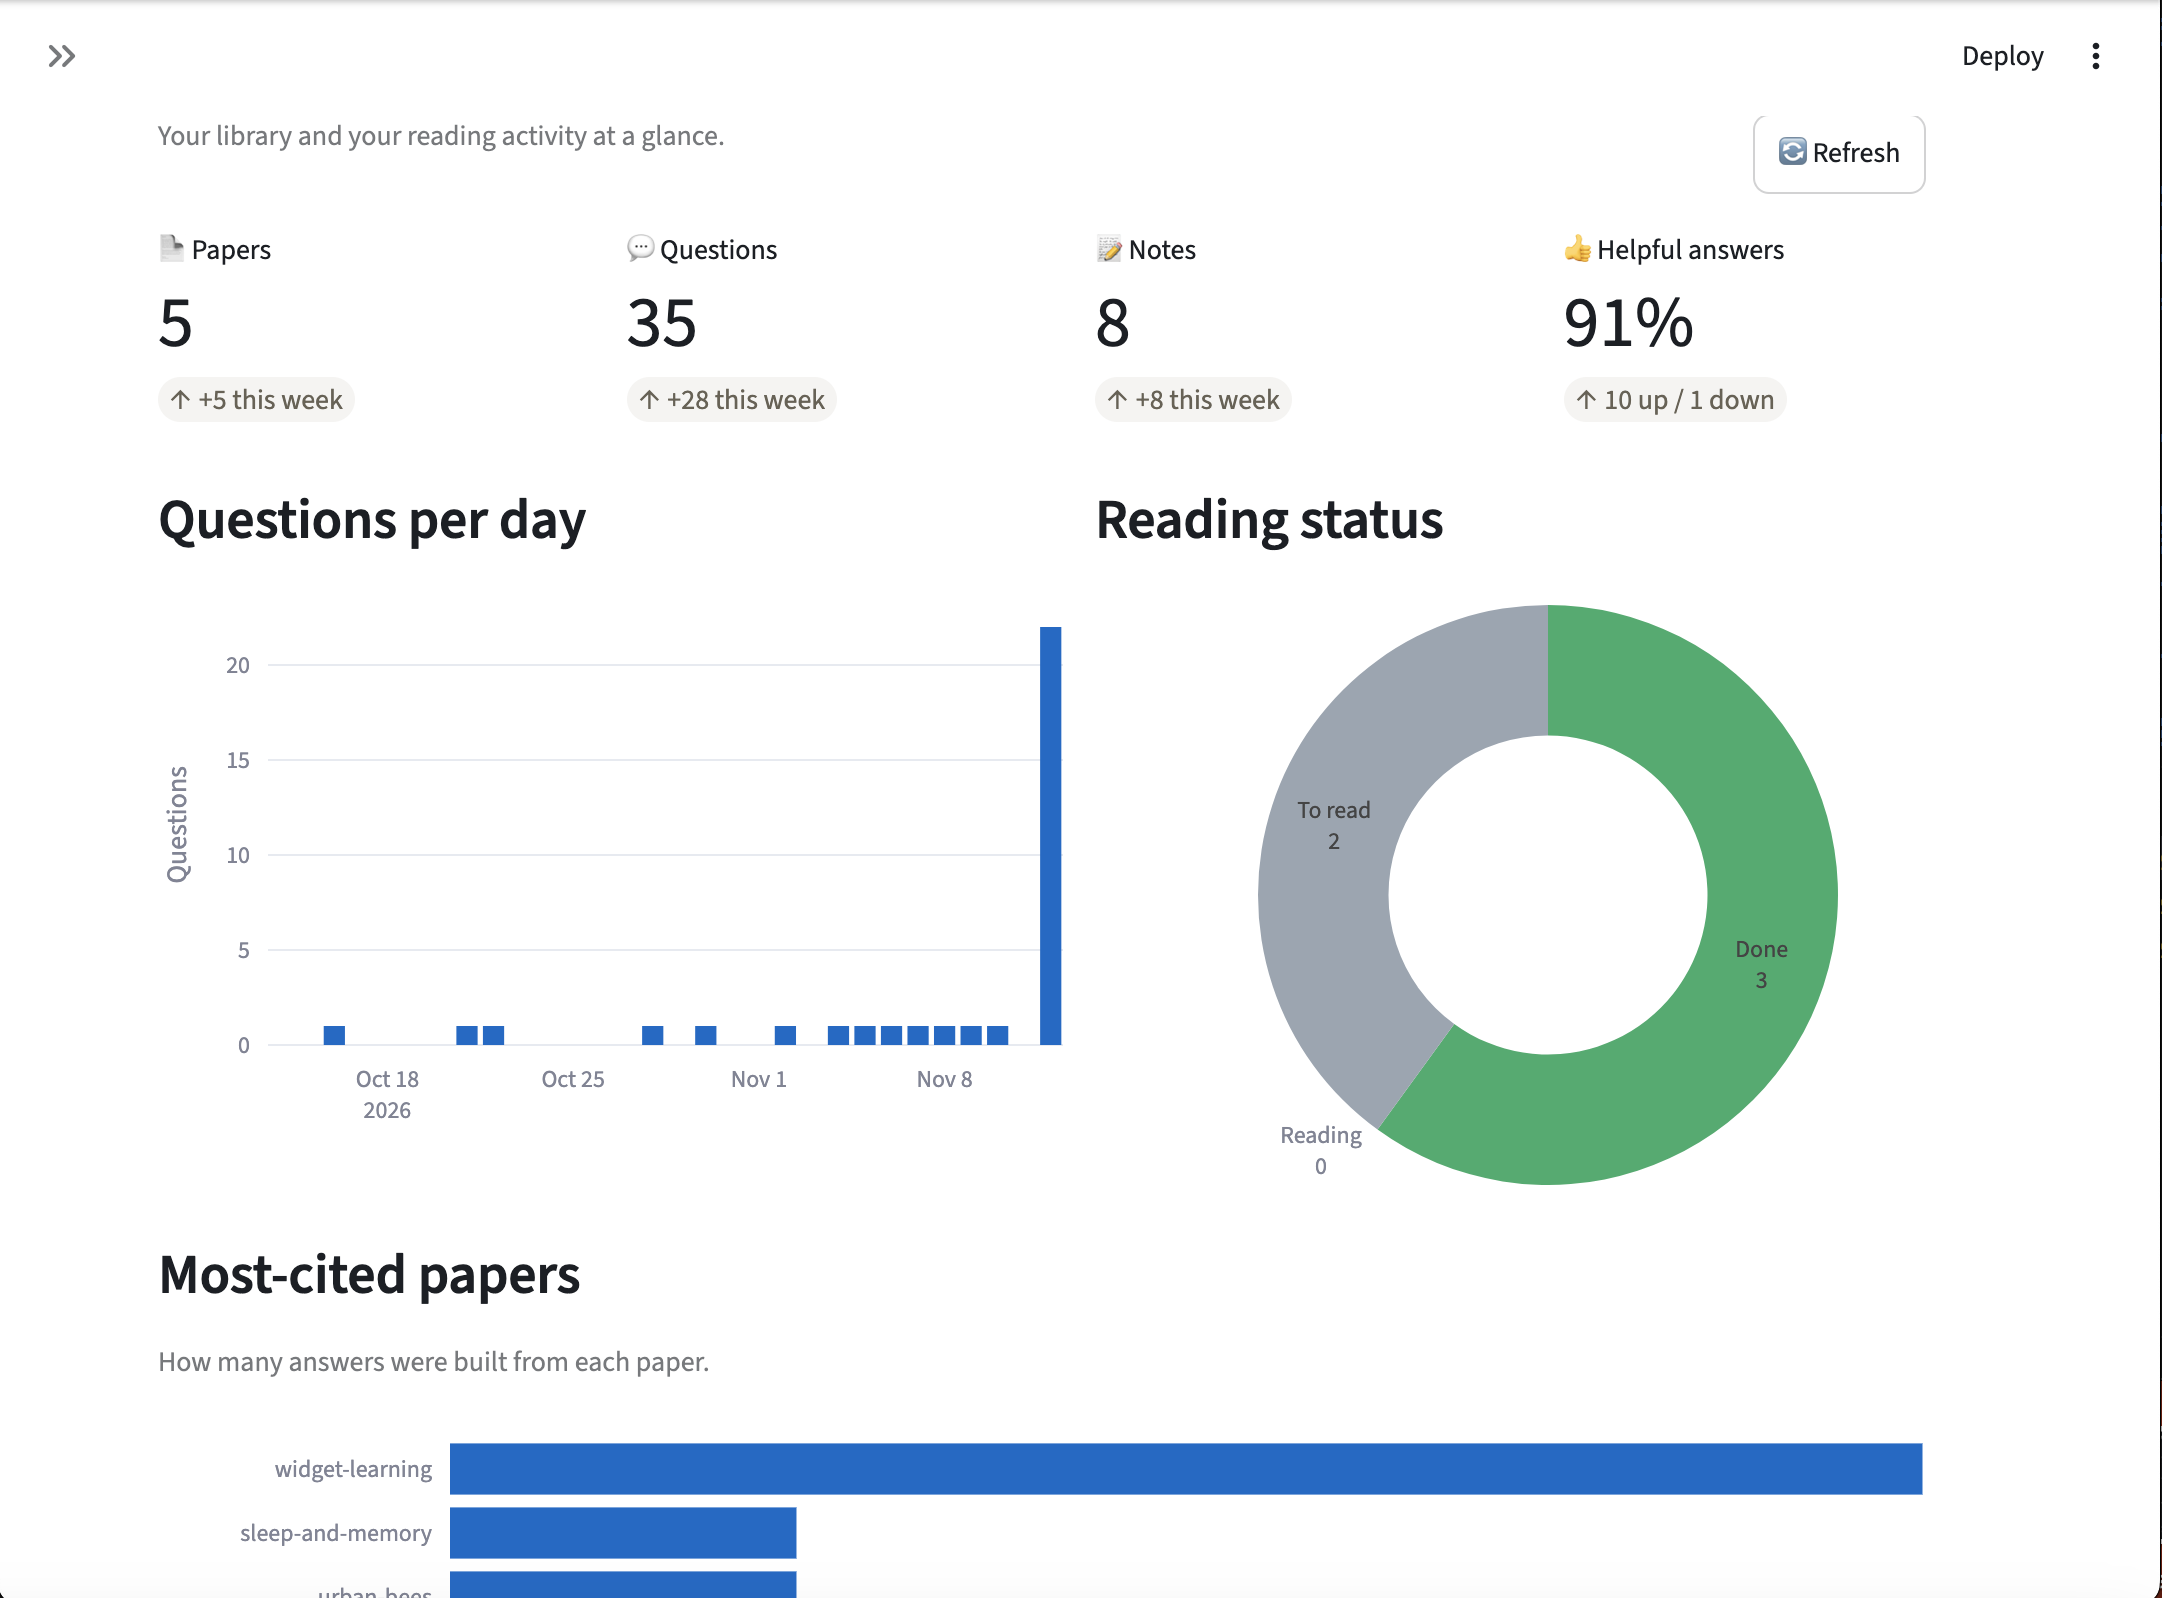 Deploy
Your library and your reading activity at a glance.
Refresh
Papers
5
↑ +5 this week
Questions
35
↑ +28 this week
Notes
8
↑ +8 this week
Helpful answers
91%
↑ 10 up / 1 down
Questions per day
Questions
20
15
10
5
0
Oct 18
2026
Oct 25
Nov 1
Nov 8
Reading status
To read
2
Done
3
Reading
0
Most-cited papers
How many answers were built from each paper.
widget-learning
sleep-and-memory
urban-bees